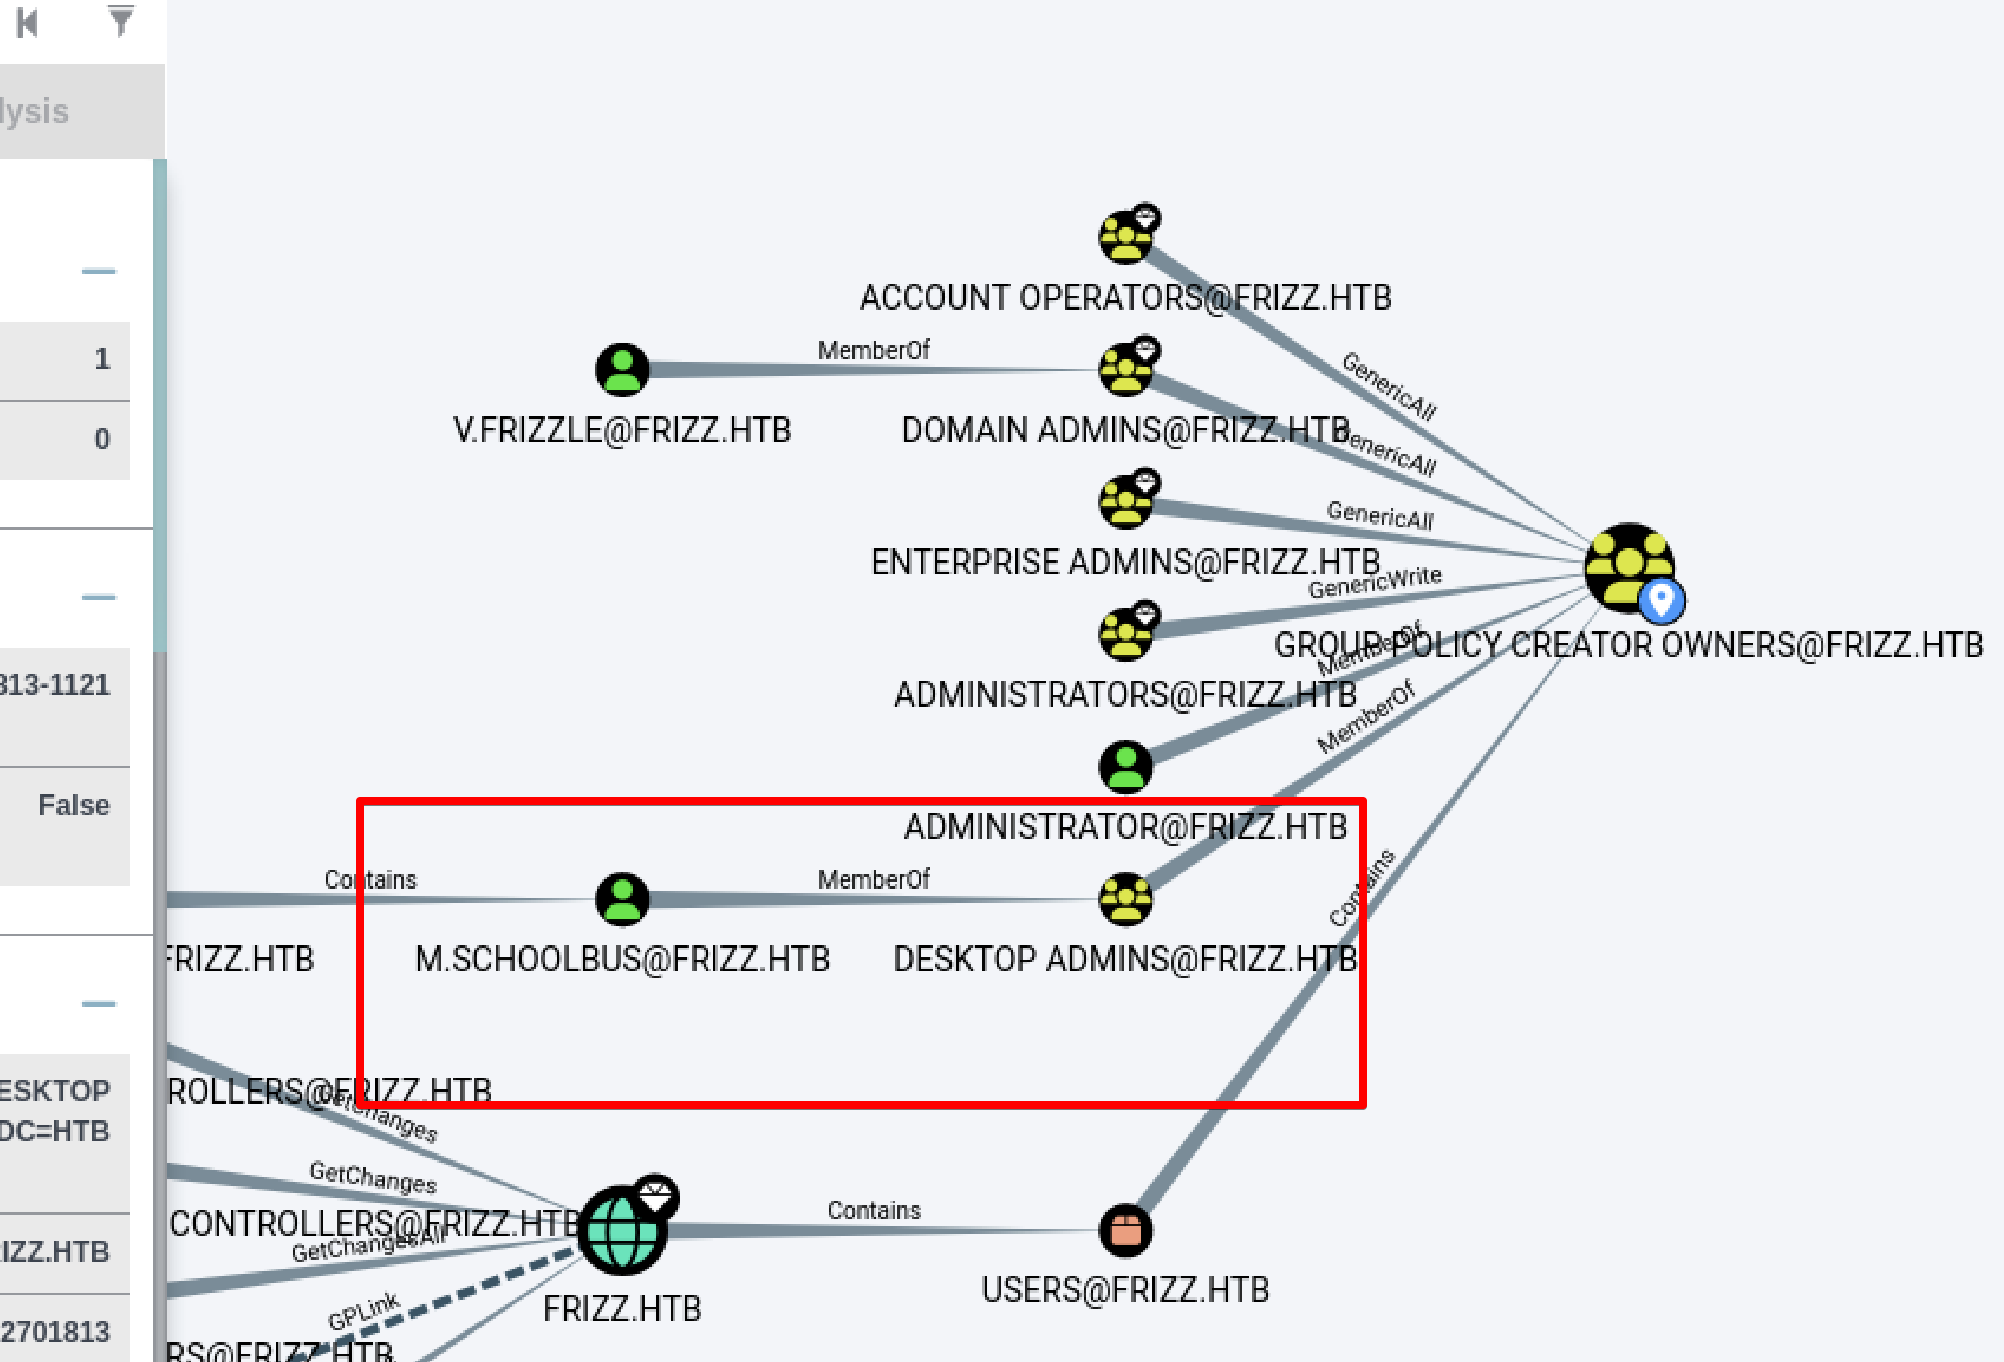 lysis
1
0
813-1121
False
ESKTOP
DC=HTB
IZZ.HTB
2701813
ACCOUNT OPERATORS@FRIZZ.HTB
GenericAll
MemberOf
V.FRIZZLE@FRIZZ.HTB
DOMAIN ADMINS@FRIZZ.HTB
GenericAll
GenericAll
ENTERPRISE ADMINS@FRIZZ.HTB
GenericWrite
GROUP POLICY CREATOR OWNERS@FRIZZ.HTB
MemberOf
ADMINISTRATORS@FRIZZ.HTB
MemberOf
ADMINISTRATOR@FRIZZ.HTB
Contains
MemberOf
Contains
FRIZZ.HTB
M.SCHOOLBUS@FRIZZ.HTB
DESKTOP ADMINS@FRIZZ.HTB
ROLLERS@FRIZZ.HTB
GetChanges
GetChanges
CONTROLLERS@FRIZZ.HTB
GetChangesAll
Contains
USERS@FRIZZ.HTB
GPLink
FRIZZ.HTB
RS@FRIZZ.HTB